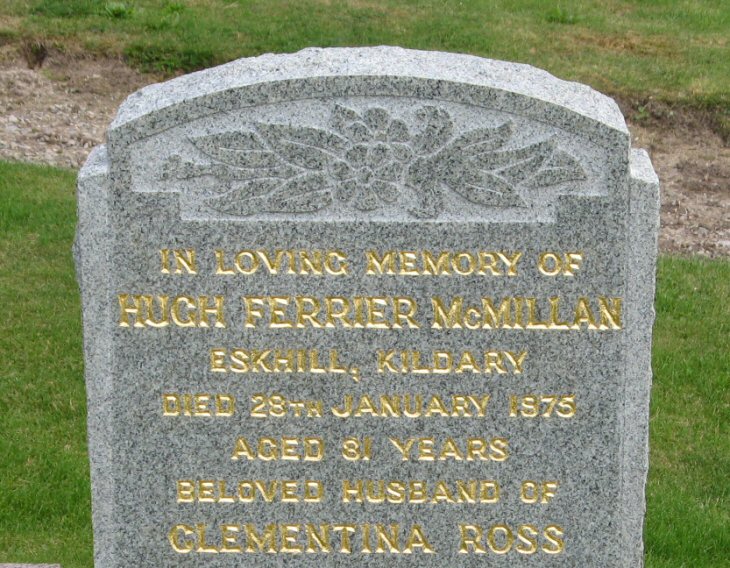 IN LOVING MEMORY OF
HUGH FERRIER McMILLAN
ESKHILL, KILDARY
DIED 28TH JANUARY 1975
AGED 81 YEARS
BELOVED HUSBAND OF
CLEMENTINA ROSS